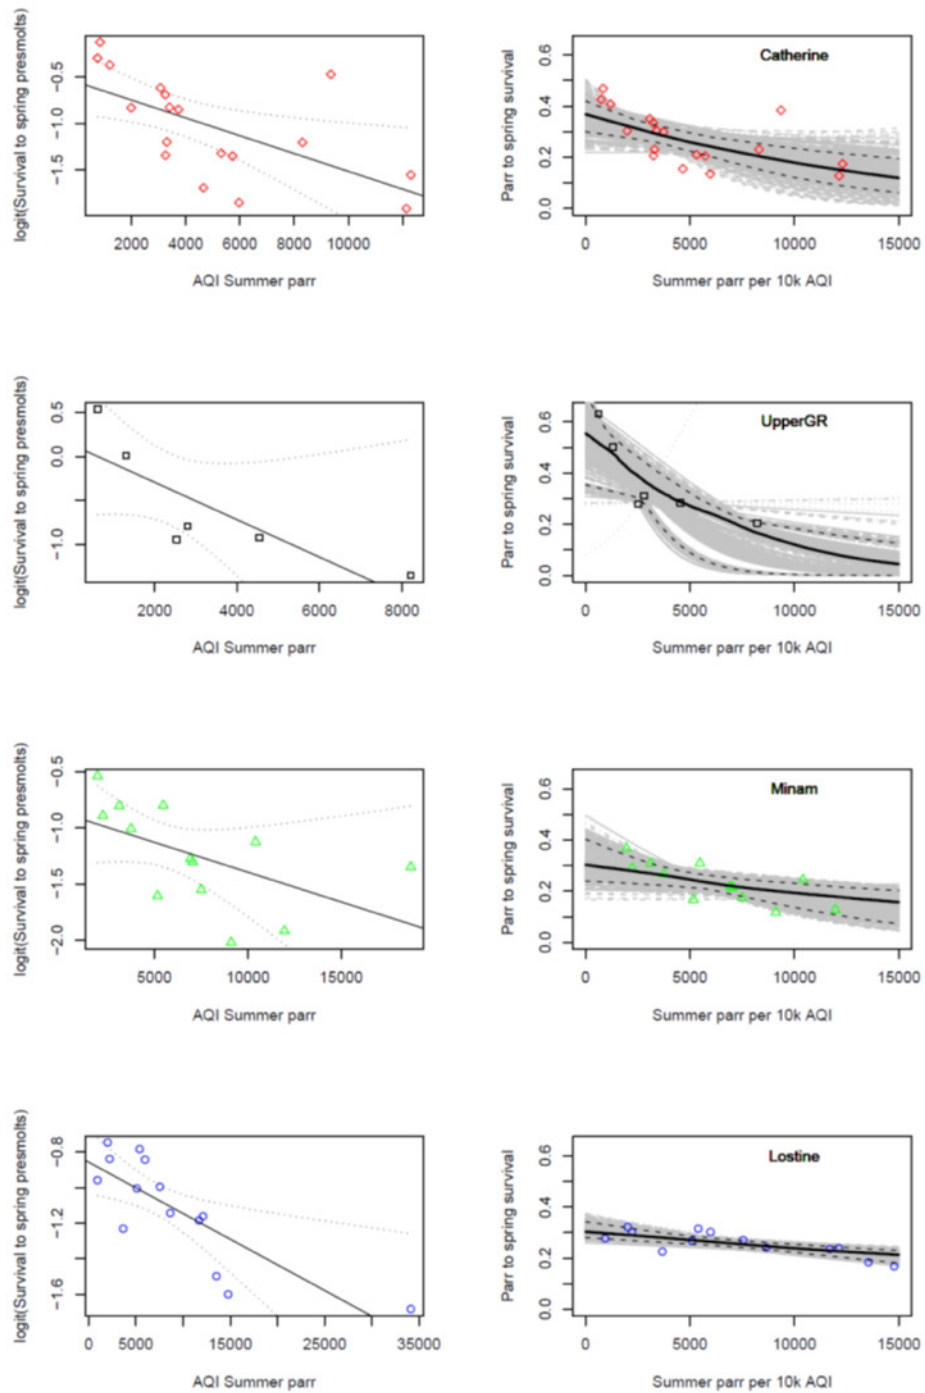 logit(Survival to spring presmolts)
−0.5
−1.0
−1.5
2000 4000 6000 8000 10000
AQI Summer parr
Catherine
Parr to spring survival
0.6
0.4
0.2
0.0
0 5000 10000 15000
Summer parr per 10k AQI
logit(Survival to spring presmolts)
0.5
0.0
−1.0
2000 4000 6000 8000
AQI Summer parr
UpperGR
Parr to spring survival
0.6
0.4
0.2
0.0
0 5000 10000 15000
Summer parr per 10k AQI
logit(Survival to spring presmolts)
−0.5
−1.0
−1.5
−2.0
5000 10000 15000
AQI Summer parr
Minam
Parr to spring survival
0.6
0.4
0.2
0.0
0 5000 10000 15000
Summer parr per 10k AQI
logit(Survival to spring presmolts)
−0.8
−1.2
−1.6
0 5000 15000 25000 35000
AQI Summer parr
Lostine
Parr to spring survival
0.6
0.4
0.2
0.0
0 5000 10000 15000
Summer parr per 10k AQI